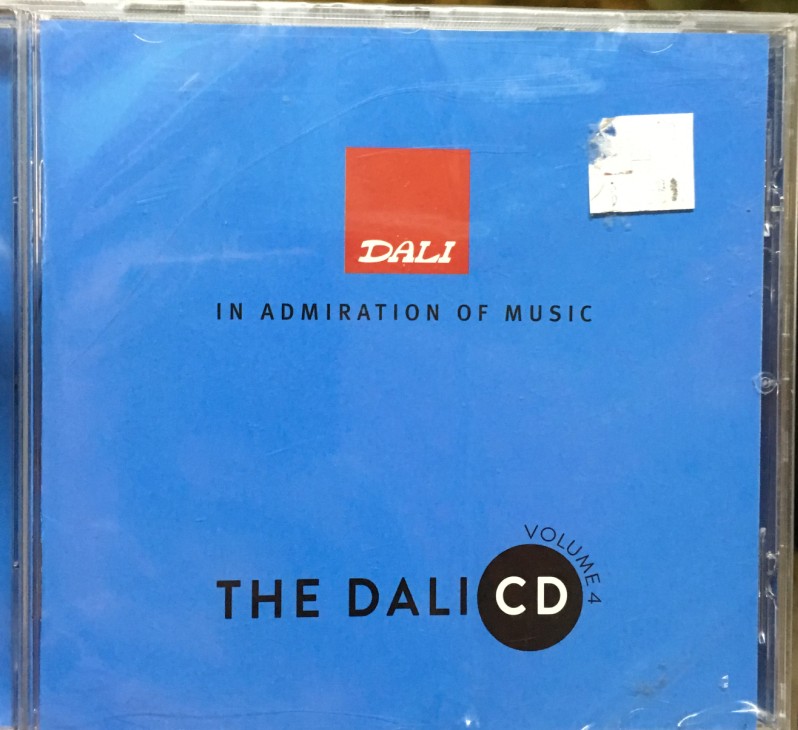 DALI
IN ADMIRATION OF MUSIC
VOLUME 4
THE DALI CD